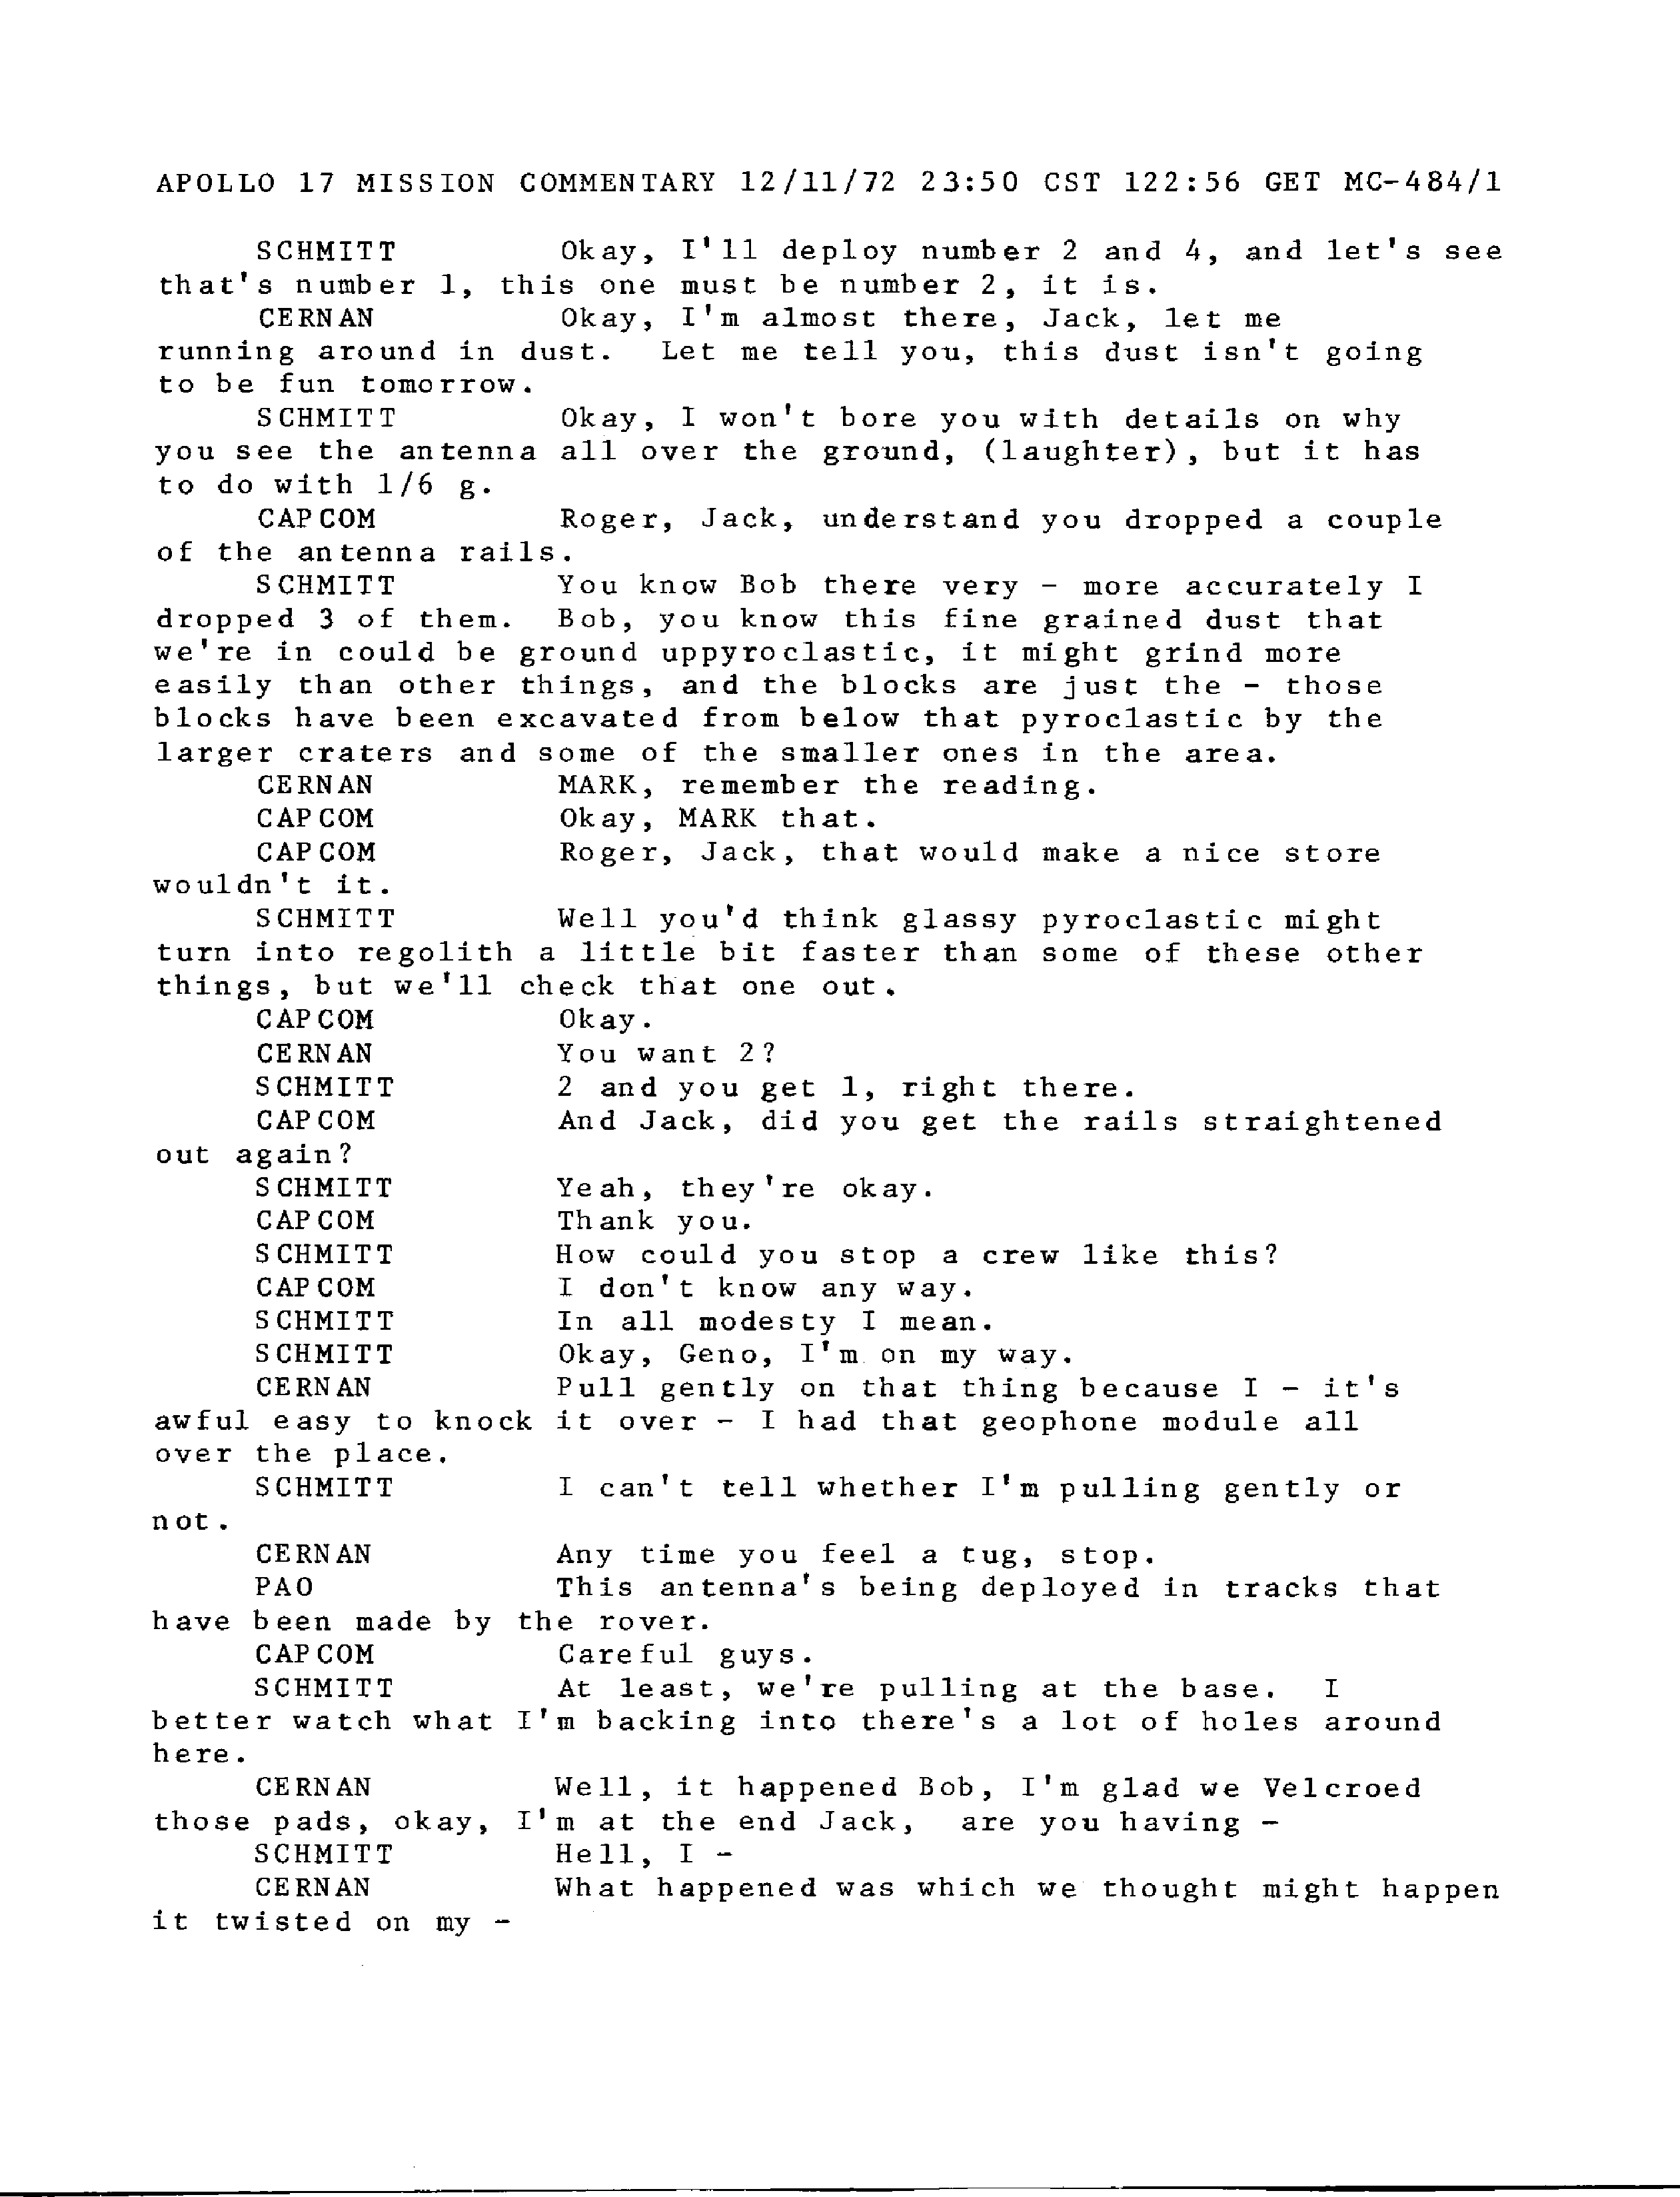 APOLLO 17 MISSION COMMENTARY 12/11/72 23:50 CST 122:56 GET MC-484/1
SCHMITT Okay, I'll deploy number 2 and 4, and let's see
that's number 1, this one must be number 2, it is.
CERNAN Okay, I'm almost there, Jack, let me
running around in dust. Let me tell you, this dust isn't going
to be fun tomorrow.
SCHMITT Okay, I won't bore you with details on why
you see the antenna all over the ground, (laughter), but it has
to do with 1/6 g.
CAPCOM Roger, Jack, understand you dropped a couple
of the antenna rails.
SCHMITT You know Bob there very - more accurately I
dropped 3 of them. Bob, you know this fine grained dust that
we're in could be ground uppyroclastic, it might grind more
easily than other things, and the blocks are just the - those
blocks have been excavated from below that pyroclastic by the
larger craters and some of the smaller ones in the area.
CERNAN MARK, remember the reading.
CAPCOM Okay, MARK that.
CAPCOM Roger, Jack, that would make a nice store
wouldn't it.
SCHMITT Well you'd think glassy pyroclastic might
turn into regolith a little bit faster than some of these other
things, but we'll check that one out.
CAPCOM Okay.
CERNAN You want 2?
SCHMITT 2 and you get 1, right there.
CAPCOM And Jack, did you get the rails straightened
out again?
SCHMITT Yeah, they're okay.
CAPCOM Thank you.
SCHMITT How could you stop a crew like this?
CAPCOM I don't know any way.
SCHMITT In all modesty I mean.
SCHMITT Okay, Geno, I'm on my way.
CERNAN Pull gently on that thing because I - it's
awful easy to knock it over - I had that geophone module all
over the place.
SCHMITT I can't tell whether I'm pulling gently or
not.
CERNAN Any time you feel a tug, stop.
PAO This antenna's being deployed in tracks that
have been made by the rover.
CAPCOM Careful guys.
SCHMITT At least, we're pulling at the base. I
better watch what I'm backing into there's a lot of holes around
here.
CERNAN Well, it happened Bob, I'm glad we Velcroed
those pads, okay, I'm at the end Jack, are you having -
SCHMITT Hell, I -
CERNAN What happened was which we thought might happen
it twisted on my -